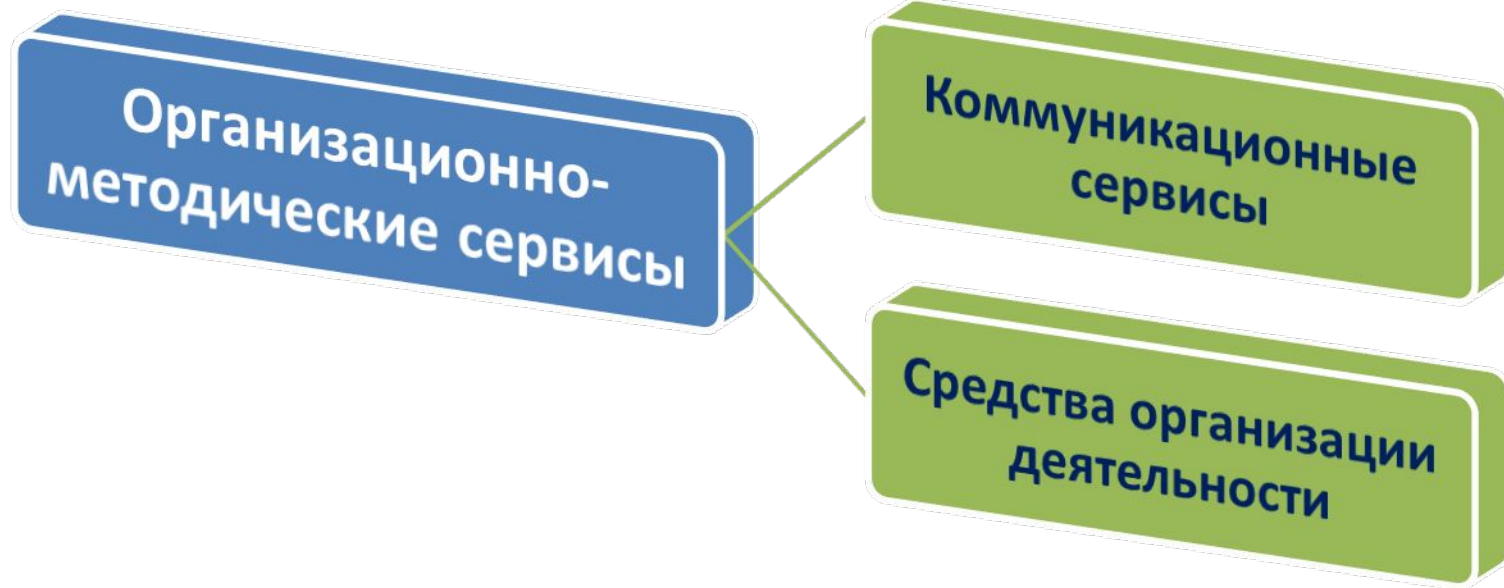 Организационно-
методические сервисы
Коммуникационные
сервисы
Средства организации
деятельности